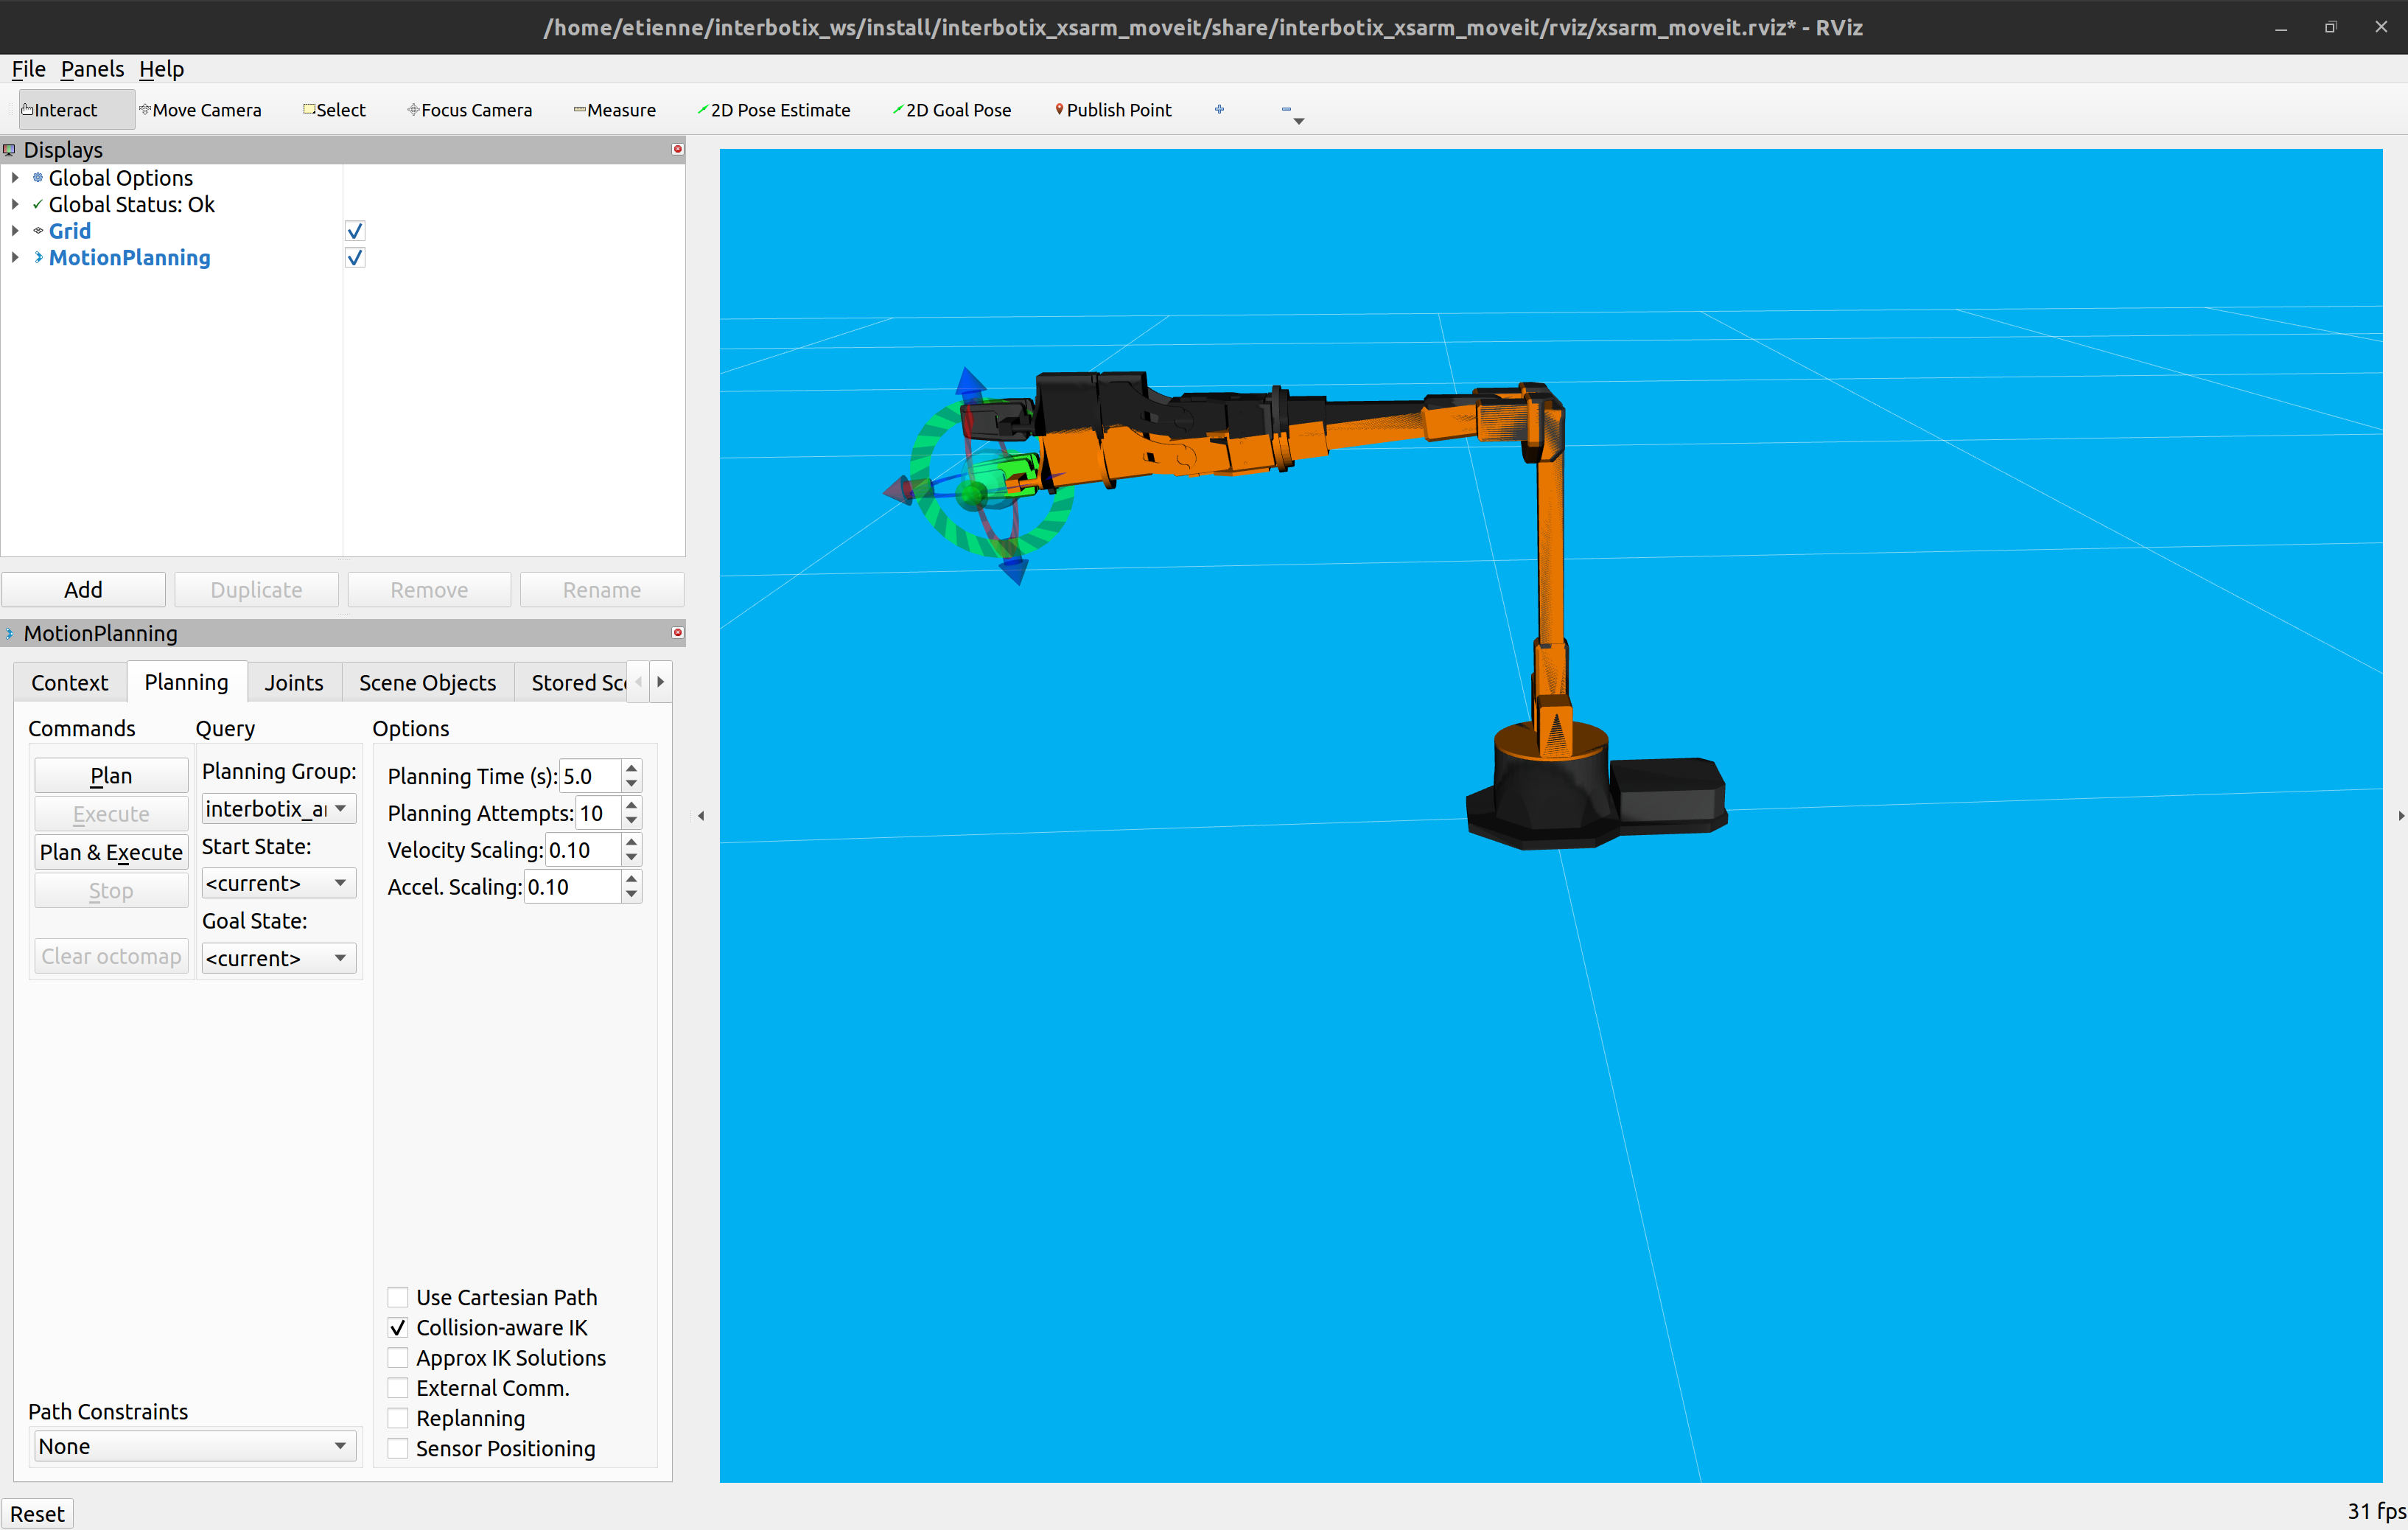 /home/etienne/interbotix_ws/install/interbotix_xsarm_moveit/share/interbotix_xsarm_moveit/rviz/xsarm_moveit.rviz* - RViz
File Panels Help
Interact Move Camera Select Focus Camera Measure 2D Pose Estimate 2D Goal Pose Publish Point
Displays
Global Options
Global Status: Ok
Grid
MotionPlanning
Add Duplicate Remove Rename
MotionPlanning
Context Planning Joints Scene Objects Stored Sc
Commands Query Options
Plan
Execute
Plan & Execute
Stop
Clear octomap
Planning Group:
interbotix_a
Start State:
<current>
Goal State:
<current>
Planning Time (s): 5.0
Planning Attempts: 10
Velocity Scaling: 0.10
Accel. Scaling: 0.10
Use Cartesian Path
Collision-aware IK
Approx IK Solutions
External Comm.
Replanning
Sensor Positioning
Path Constraints
None
Reset
31 fps